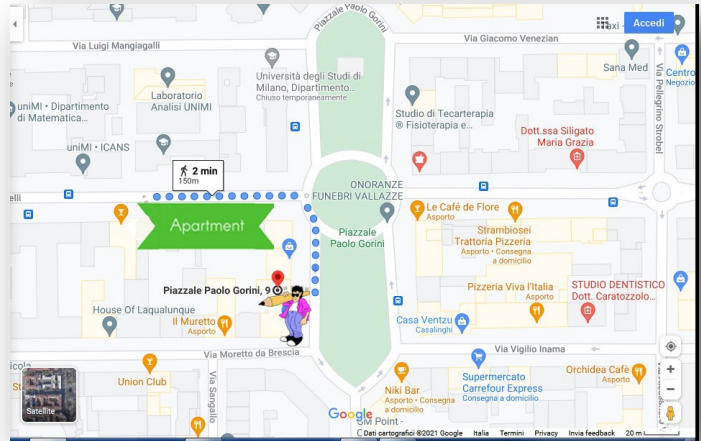 Piazzale Paolo Gorini
Accedi
Via Luigi Mangiagalli
Via Giacomo Venezian
Sana Med
Centro
Negozio
Università degli Studi di
Milano, Dipartimento...
Chiuso temporaneamente
Laboratorio
Analisi UNIMI
uniMI • Dipartimento
di Matematica...
Via Pellegrino Strobel
Studio di Tecarterapia
® Fisioterapia e...
Dott.ssa Siligato
Maria Grazia
uniMI • ICANS
2 min
150m
elli
ONORANZE
FUNEBRI VALLAZZE
Le Café de Flore
Asporto
Apartment
Strambiosei
Trattoria Pizzeria
Asporto • Consegna
a domicilio
Piazzale
Paolo Gorini
Piazzale Paolo Gorini, 9
Pizzeria Viva l'Italia
Asporto
STUDIO DENTISTICO
Dott. Caratozzolo...
House Of Laqualunque
Il Muretto
Asporto
Casa Ventzu
Casalinghi
Via Moretto da Brescia
Via Vigilio Inama
Union Club
Via Sangallo
Satellite
Supermercato
Carrefour Express
Consegna a domicilio
Orchidea Cafè
Asporto
Niki Bar
Asporto • Consegna
a domicilio
Google
Point -
Dati cartografici ©2021 Google Italia Termini Privacy Invia feedback 20 m